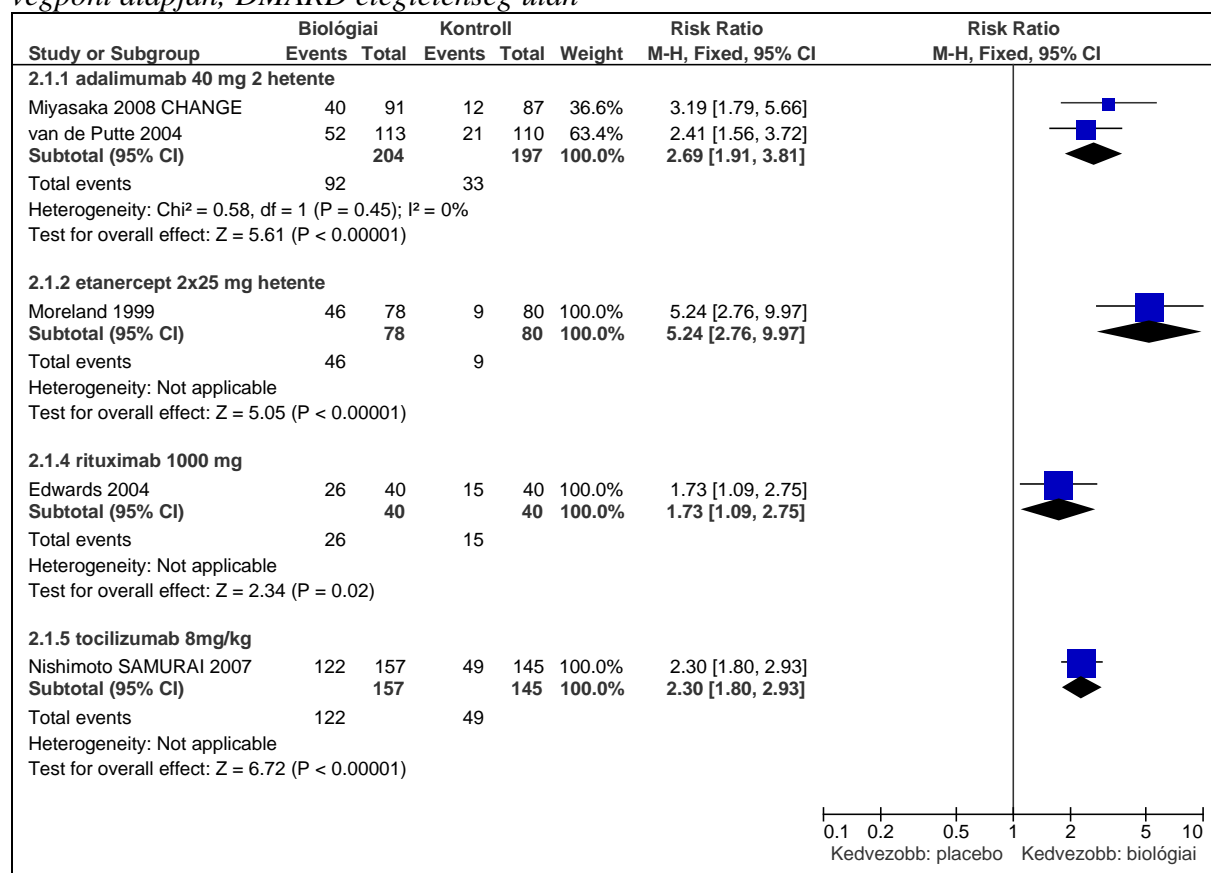 végpont alapján, DMARD elégtelenség után
Biológiai Kontroll Risk Ratio Risk Ratio
Study or Subgroup Events Total Events Total Weight M-H, Fixed, 95% CI M-H, Fixed, 95% CI
2.1.1 adalimumab 40 mg 2 hetente
Miyasaka 2008 CHANGE 40 91 12 87 36.6% 3.19 [1.79, 5.66]
van de Putte 2004 52 113 21 110 63.4% 2.41 [1.56, 3.72]
Subtotal (95% CI) 204 197 100.0% 2.69 [1.91, 3.81]
Total events 92 33
Heterogeneity: Chi² = 0.58, df = 1 (P = 0.45); I² = 0%
Test for overall effect: Z = 5.61 (P < 0.00001)
2.1.2 etanercept 2x25 mg hetente
Moreland 1999 46 78 9 80 100.0% 5.24 [2.76, 9.97]
Subtotal (95% CI) 78 80 100.0% 5.24 [2.76, 9.97]
Total events 46 9
Heterogeneity: Not applicable
Test for overall effect: Z = 5.05 (P < 0.00001)
2.1.4 rituximab 1000 mg
Edwards 2004 26 40 15 40 100.0% 1.73 [1.09, 2.75]
Subtotal (95% CI) 40 40 100.0% 1.73 [1.09, 2.75]
Total events 26 15
Heterogeneity: Not applicable
Test for overall effect: Z = 2.34 (P = 0.02)
2.1.5 tocilizumab 8mg/kg
Nishimoto SAMURAI 2007 122 157 49 145 100.0% 2.30 [1.80, 2.93]
Subtotal (95% CI) 157 145 100.0% 2.30 [1.80, 2.93]
Total events 122 49
Heterogeneity: Not applicable
Test for overall effect: Z = 6.72 (P < 0.00001)
0.1 0.2 0.5 1 2 5 10
Kedvezobb: placebo Kedvezobb: biológiai